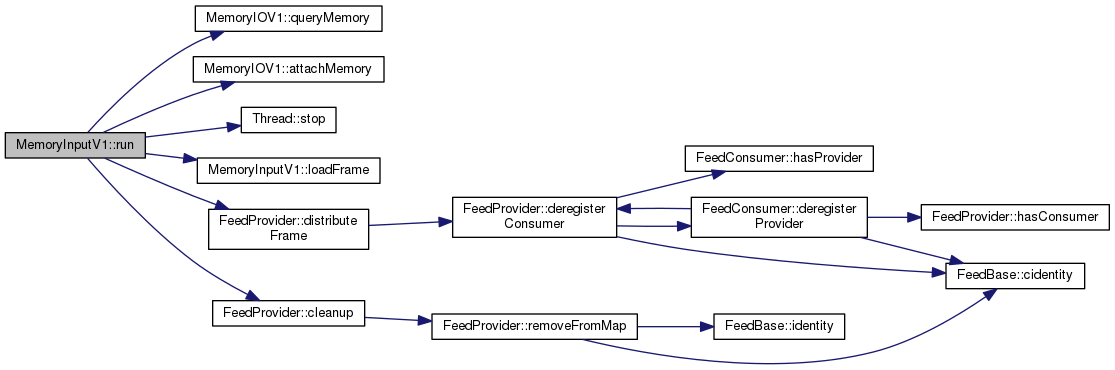 MemoryIOV1::queryMemory
MemoryIOV1::attachMemory
Thread::stop
MemoryInputV1::run
MemoryInputV1::loadFrame
FeedConsumer::hasProvider
FeedProvider::distribute
Frame
FeedProvider::deregister
Consumer
FeedConsumer::deregister
Provider
FeedProvider::hasConsumer
FeedBase::cidentity
FeedProvider::cleanup
FeedProvider::removeFromMap
FeedBase::identity